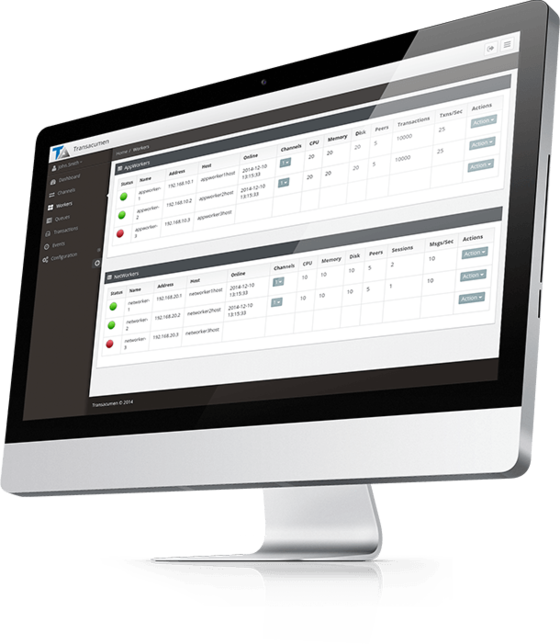 Transacumen
John Smith
Dashboard
Channels
Workers
Queues
Transactions
Events
Configuration
Home / Workers
AppWorkers
Status Name Address Host Online Channels CPU Memory Disk Peers Transactions Txns/Sec Actions
appworker-1 192.168.10.1 appworker1host 2014-12-10 13:15:33 1 20 20 20 5 10000 25 Action
appworker-2 192.168.10.2 appworker2host 2014-12-10 13:15:33 1 20 20 20 5 10000 25 Action
appworker-3 192.168.10.3 appworker3host Action
NetWorkers
Status Name Address Host Online Channels CPU Memory Disk Peers Sessions Msgs/Sec Actions
networker-1 192.168.20.1 networker1host 2014-12-10 13:15:33 1 10 10 10 5 2 10 Action
networker-2 192.168.20.2 networker2host 2014-12-10 13:15:33 1 10 10 10 5 1 10 Action
networker-3 192.168.20.3 networker3host Action
Transacumen © 2014